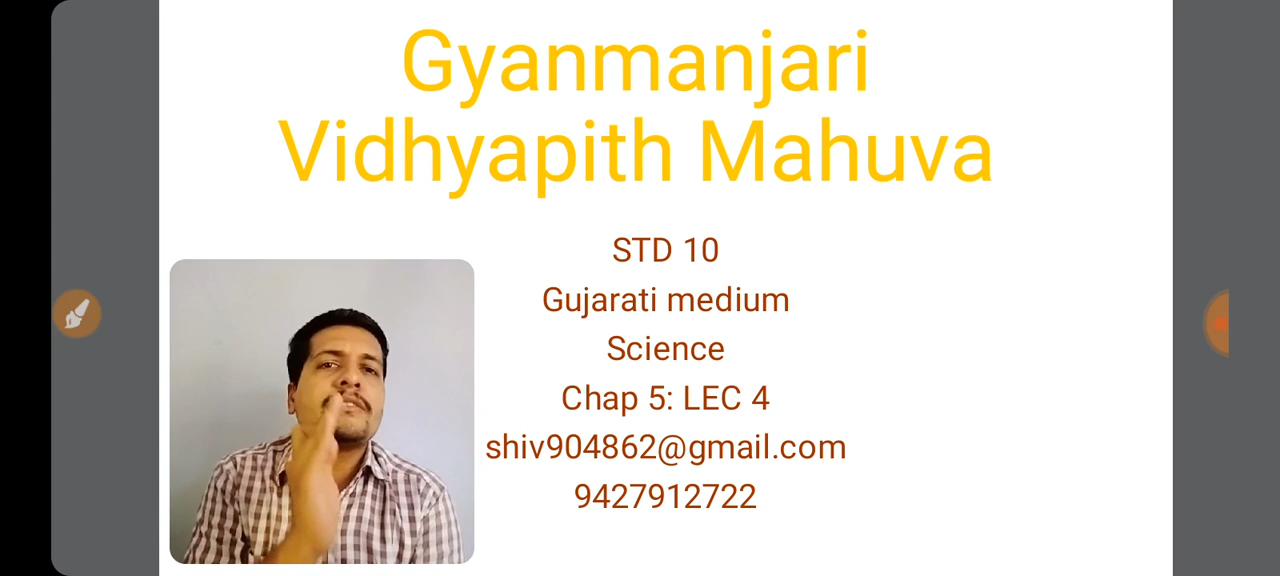 Gyanmanjari
Vidhyapith Mahuva
STD 10
Gujarati medium
Science
Chap 5: LEC 4
shiv904862@gmail.com
9427912722